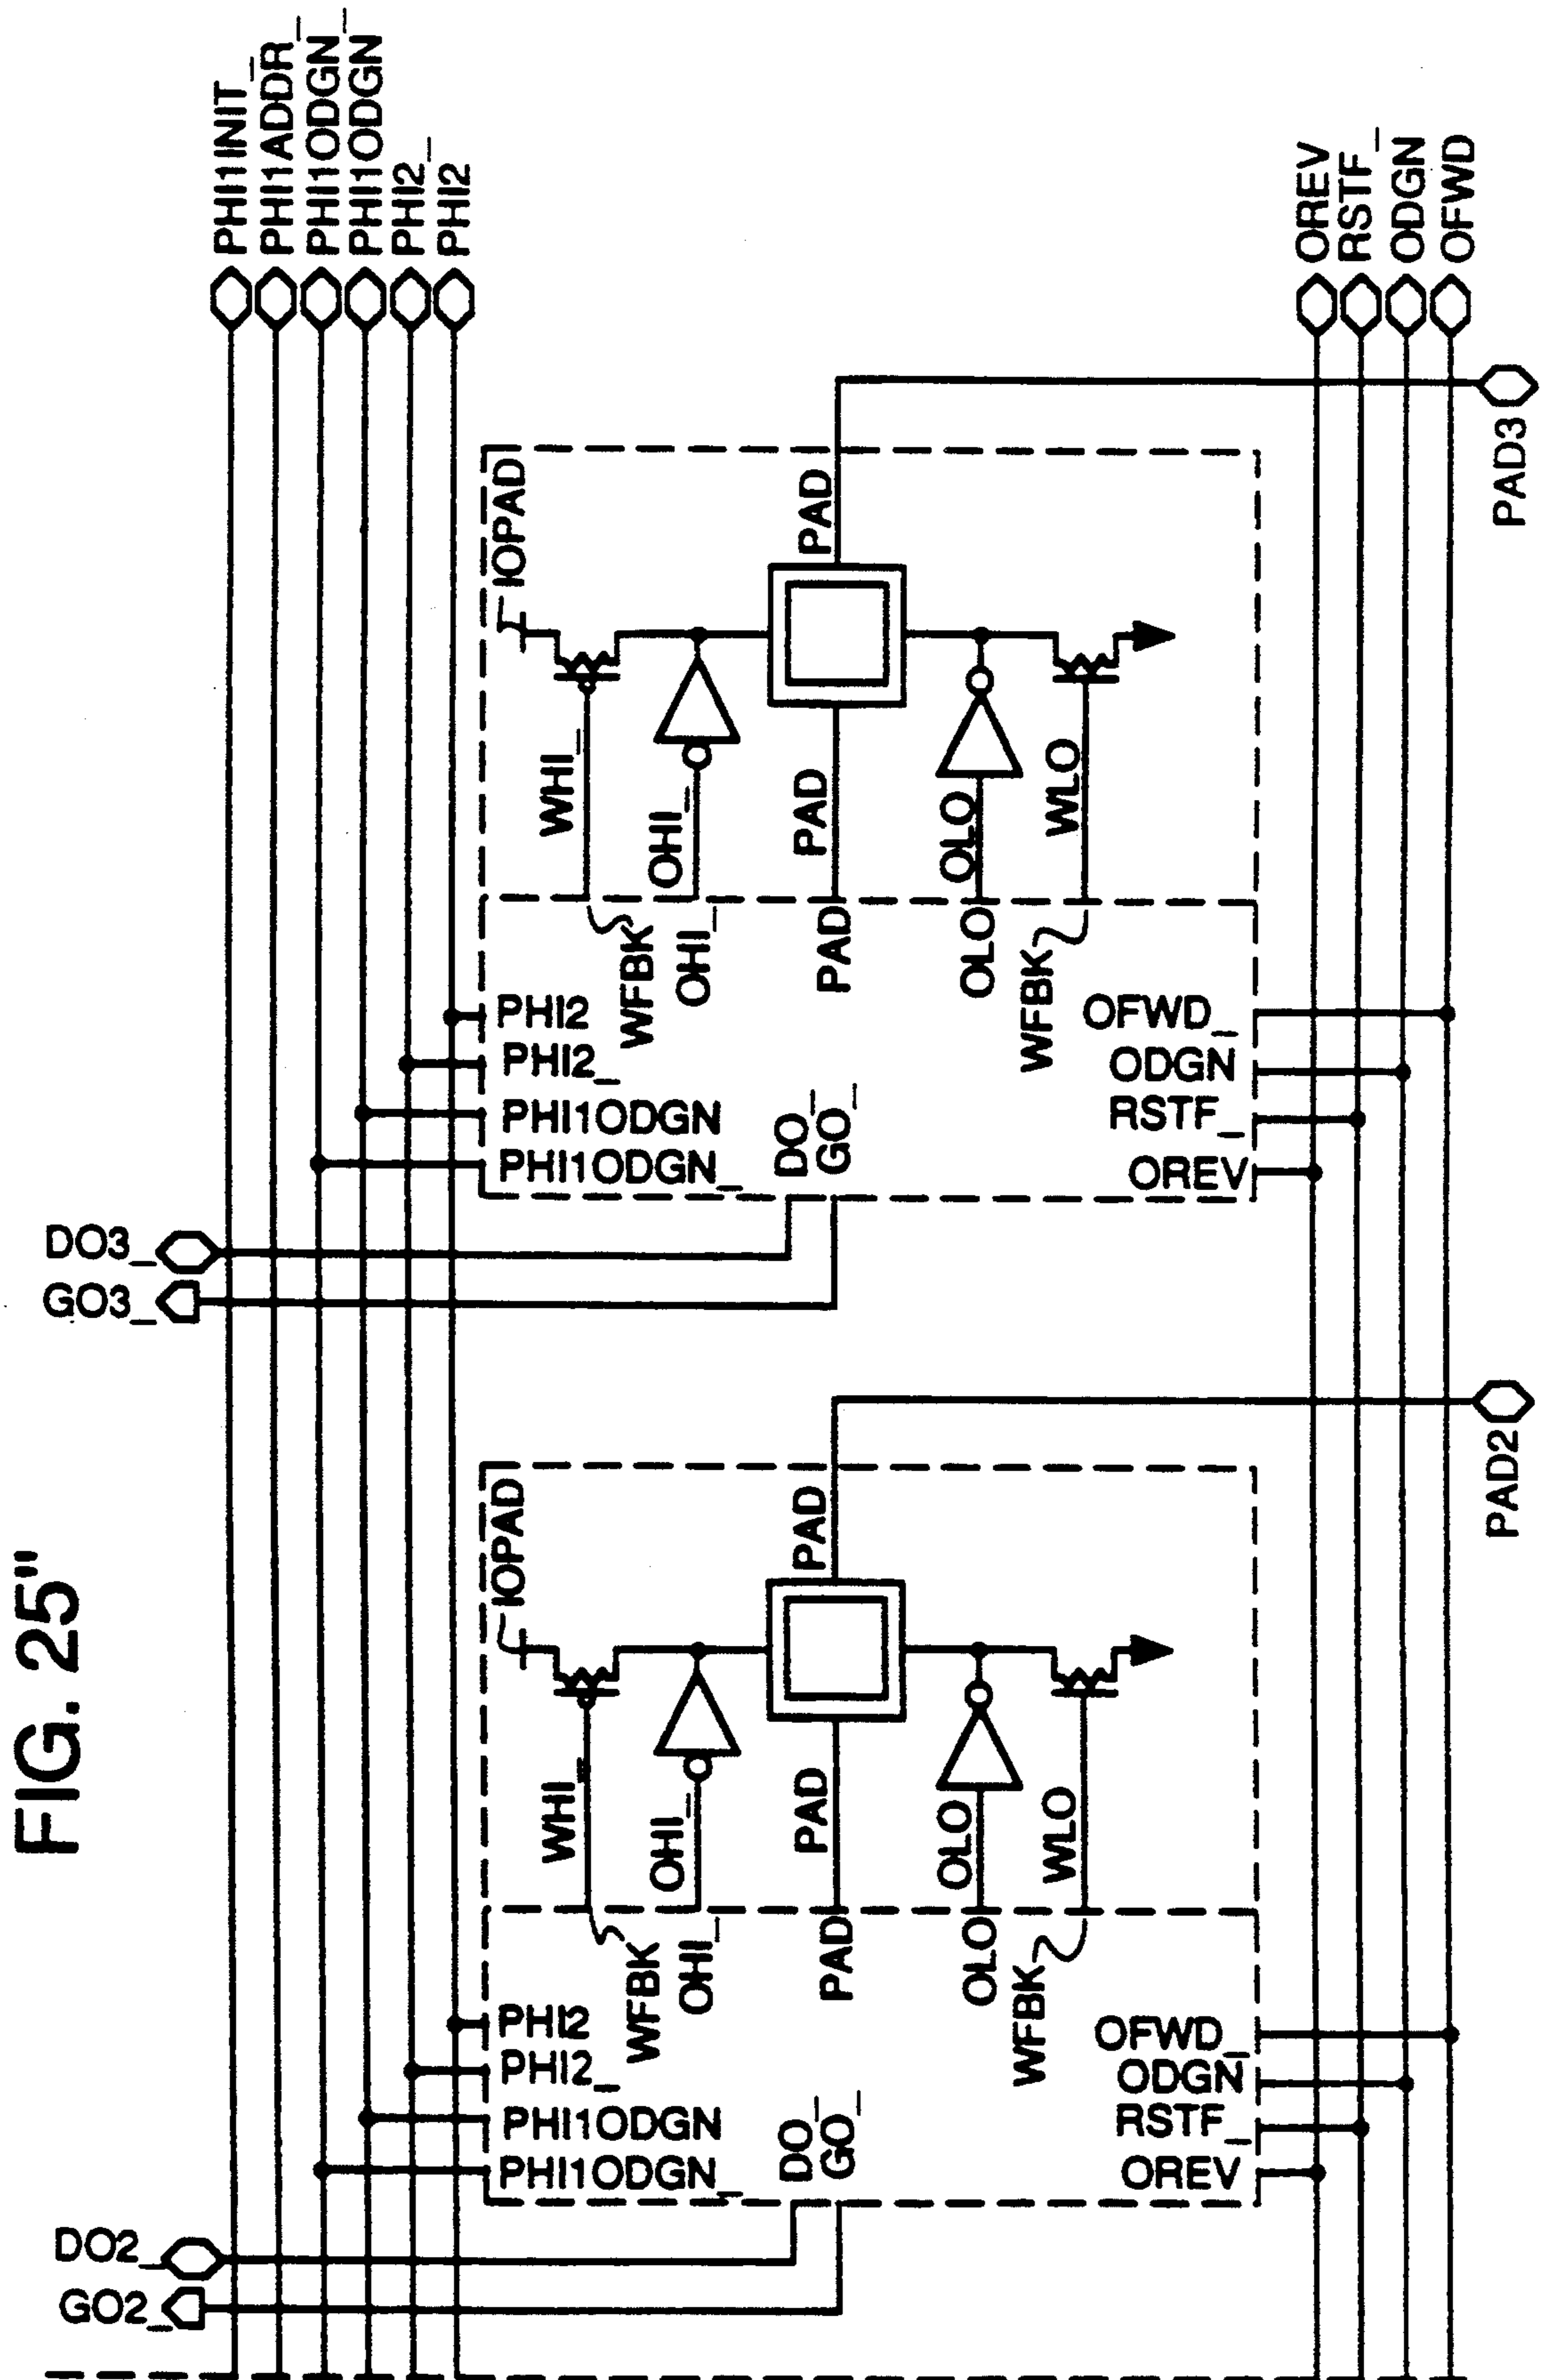 FIG. 25"
PHI1INIT_
PHI1ADDR_
PHI1ODGN_
PHI1ODGN
PHI2_
PHI2
OREV
RSTF_
ODGN
OFWD
IOPAD
PAD
WHI_
OHI_
PAD
OLO
WLO
WFBK
OHI_
PAD
OLO
WFBK
PHI2
PHI2_
PHI1ODGN
PHI1ODGN_
DO_
GO_
OFWD_
ODGN
RSTF_
OREV
PAD3
DO3_
GO3_
IOPAD
PAD
WHI_
OHI_
PAD
OLO
WLO
WFBK
OHI_
PAD
OLO
WFBK
PHI2
PHI2_
PHI1ODGN
PHI1ODGN_
DO_
GO_
OFWD_
ODGN
RSTF_
OREV
PAD2
DO2_
GO2_